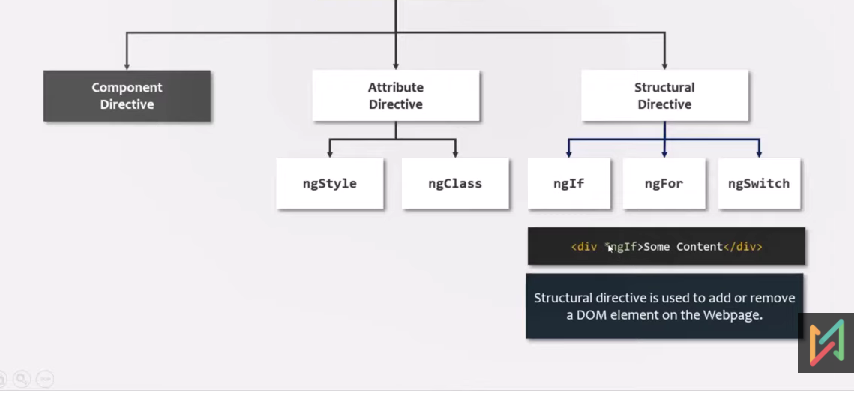 Component
Directive
Attribute
Directive
Structural
Directive
ngStyle
ngClass
ngIf
ngFor
ngSwitch
<div *ngIf>Some Content</div>
Structural directive is used to add or remove
a DOM element on the Webpage.